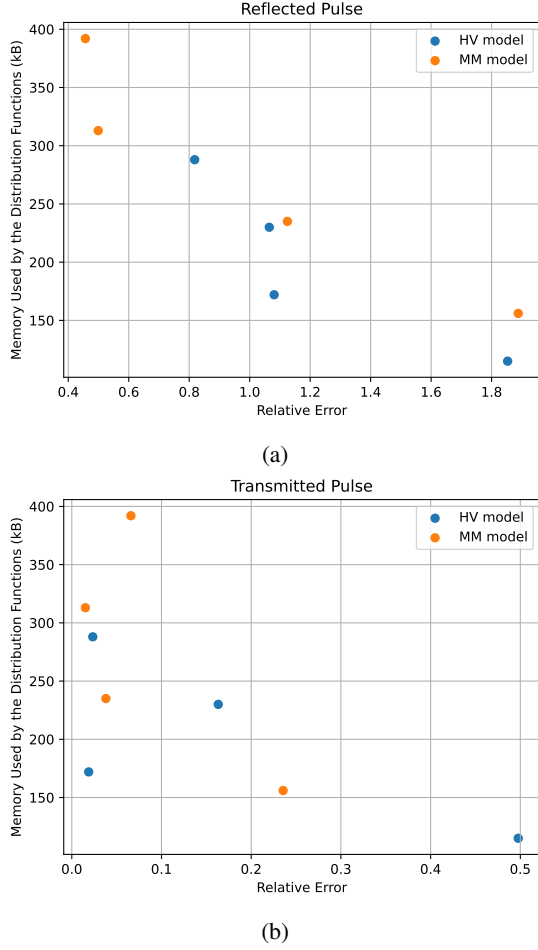 Reflected Pulse
HV model
MM model
400
350
300
250
200
150
Memory Used by the Distribution Functions (kB)
0.4 0.6 0.8 1.0 1.2 1.4 1.6 1.8
Relative Error
(a)
Transmitted Pulse
HV model
MM model
400
350
300
250
200
150
Memory Used by the Distribution Functions (kB)
0.0 0.1 0.2 0.3 0.4 0.5
Relative Error
(b)